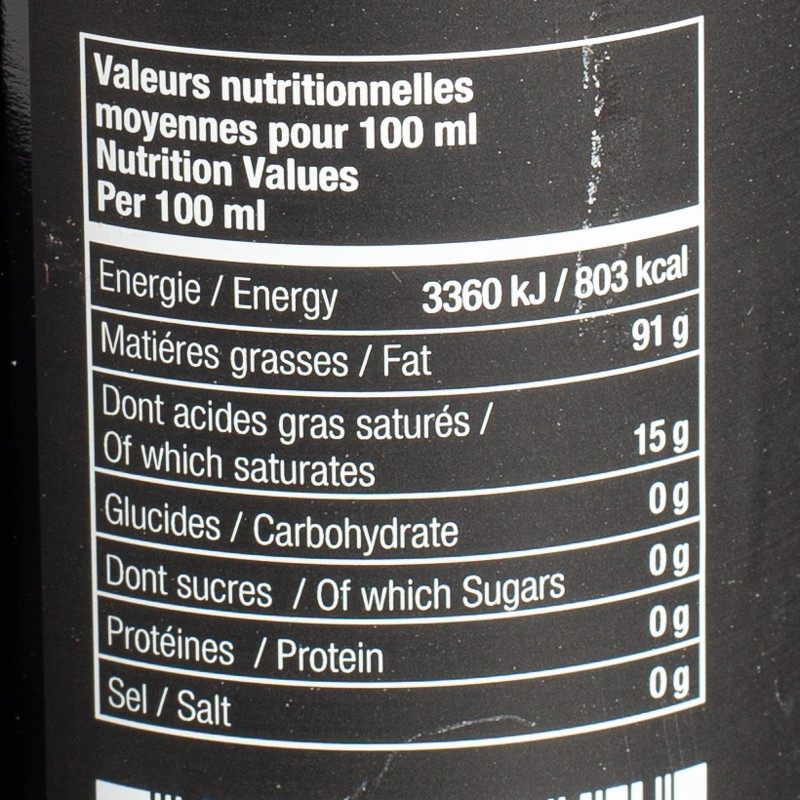 Valeurs nutritionnelles
moyennes pour 100 ml
Nutrition Values
Per 100 ml
Energie / Energy 3360 kJ / 803 kcal
Matiéres grasses / Fat 91 g
Dont acides gras saturés /
Of which saturates 15 g
Glucides / Carbohydrate 0 g
Dont sucres / Of which Sugars 0 g
Protéines / Protein 0 g
Sel / Salt 0 g